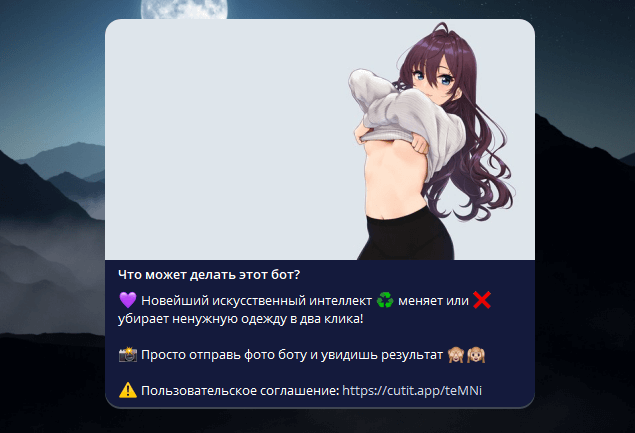 Что может делать этот бот?
💜 Новейший искусственный интеллект ♻️ меняет или ❌
убирает ненужную одежду в два клика!
📸 Просто отправь фото боту и увидишь результат 🙈🙉
⚠️ Пользовательское соглашение: https://cutit.app/teMNi